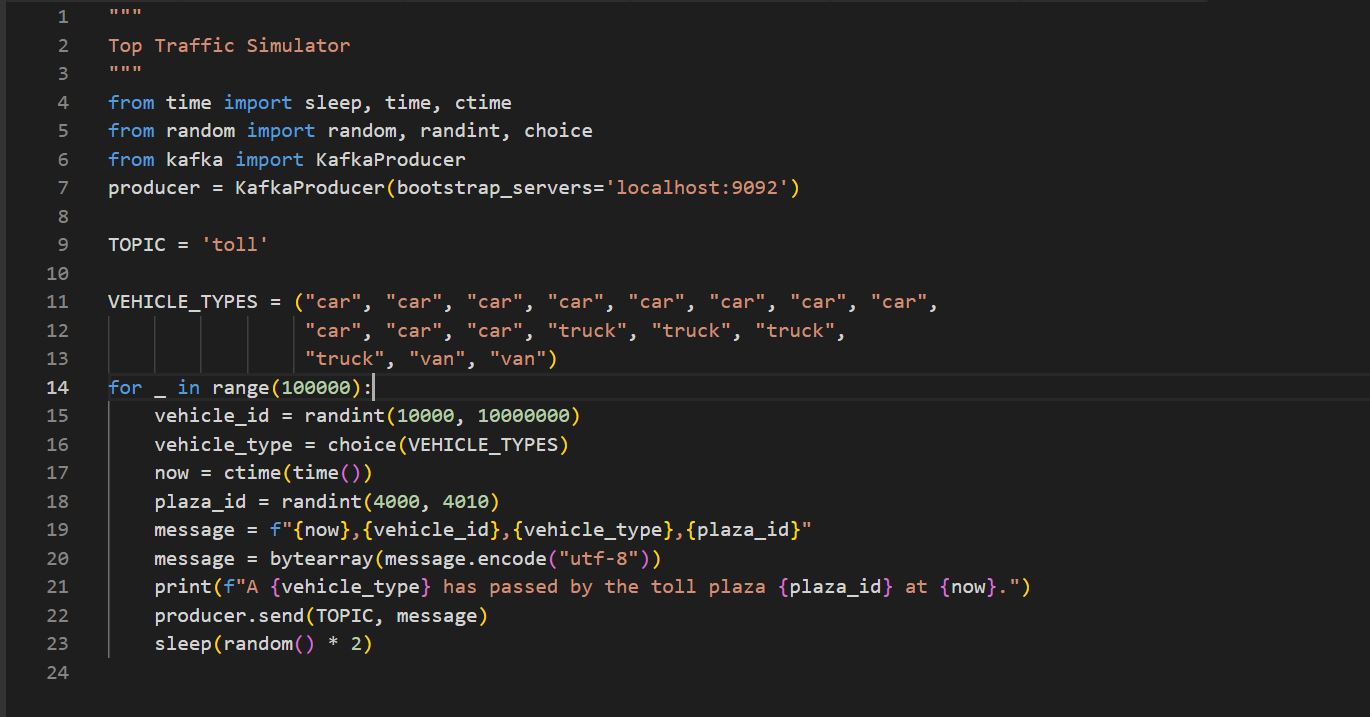 1 """
2 Top Traffic Simulator
3 """
4 from time import sleep, time, ctime
5 from random import random, randint, choice
6 from kafka import KafkaProducer
7 producer = KafkaProducer(bootstrap_servers='localhost:9092')
8
9 TOPIC = 'toll'
10
11 VEHICLE_TYPES = ("car", "car", "car", "car", "car", "car", "car", "car",
12                  "car", "car", "car", "truck", "truck", "truck",
13                  "truck", "van", "van")
14 for _ in range(100000):
15     vehicle_id = randint(10000, 10000000)
16     vehicle_type = choice(VEHICLE_TYPES)
17     now = ctime(time())
18     plaza_id = randint(4000, 4010)
19     message = f"{now},{vehicle_id},{vehicle_type},{plaza_id}"
20     message = bytearray(message.encode("utf-8"))
21     print(f"A {vehicle_type} has passed by the toll plaza {plaza_id} at {now}.")
22     producer.send(TOPIC, message)
23     sleep(random() * 2)
24